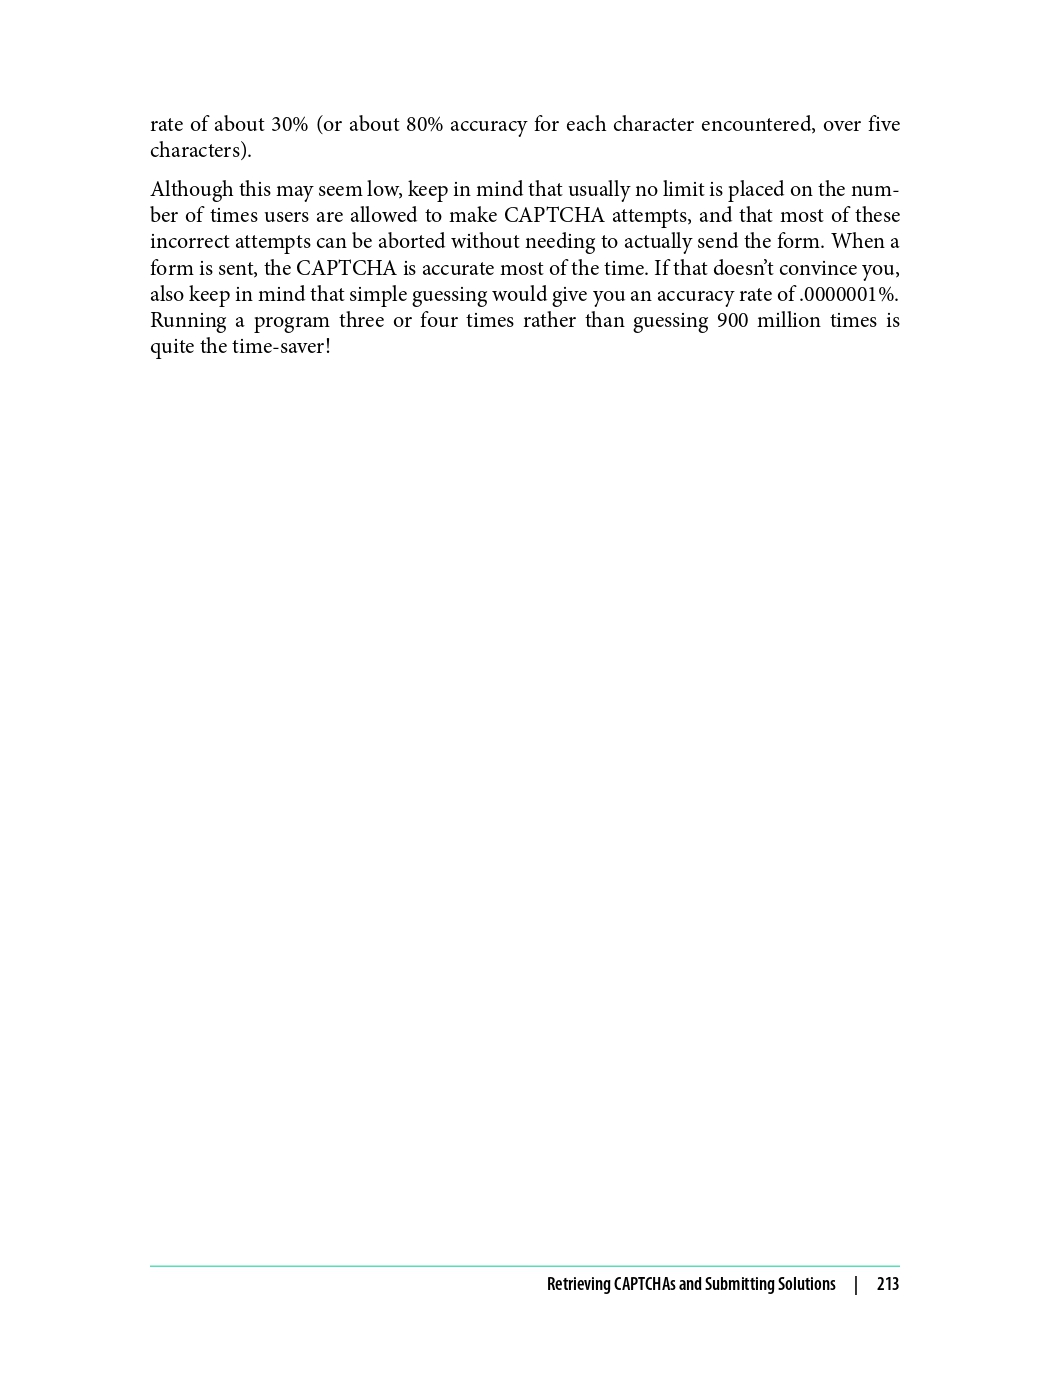 rate of about 30% (or about 80% accuracy for each character encountered, over five
characters).
Although this may seem low, keep in mind that usually no limit is placed on the num-
ber of times users are allowed to make CAPTCHA attempts, and that most of these
incorrect attempts can be aborted without needing to actually send the form. When a
form is sent, the CAPTCHA is accurate most of the time. If that doesn’t convince you,
also keep in mind that simple guessing would give you an accuracy rate of .0000001%.
Running a program three or four times rather than guessing 900 million times is
quite the time-saver!
Retrieving CAPTCHAs and Submitting Solutions | 213